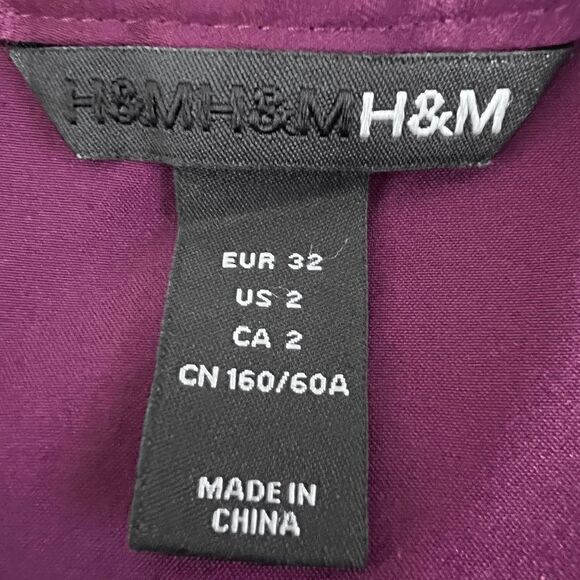 H&MH&MH&M
EUR 32
US 2
CA 2
CN 160/60A
MADE IN
CHINA